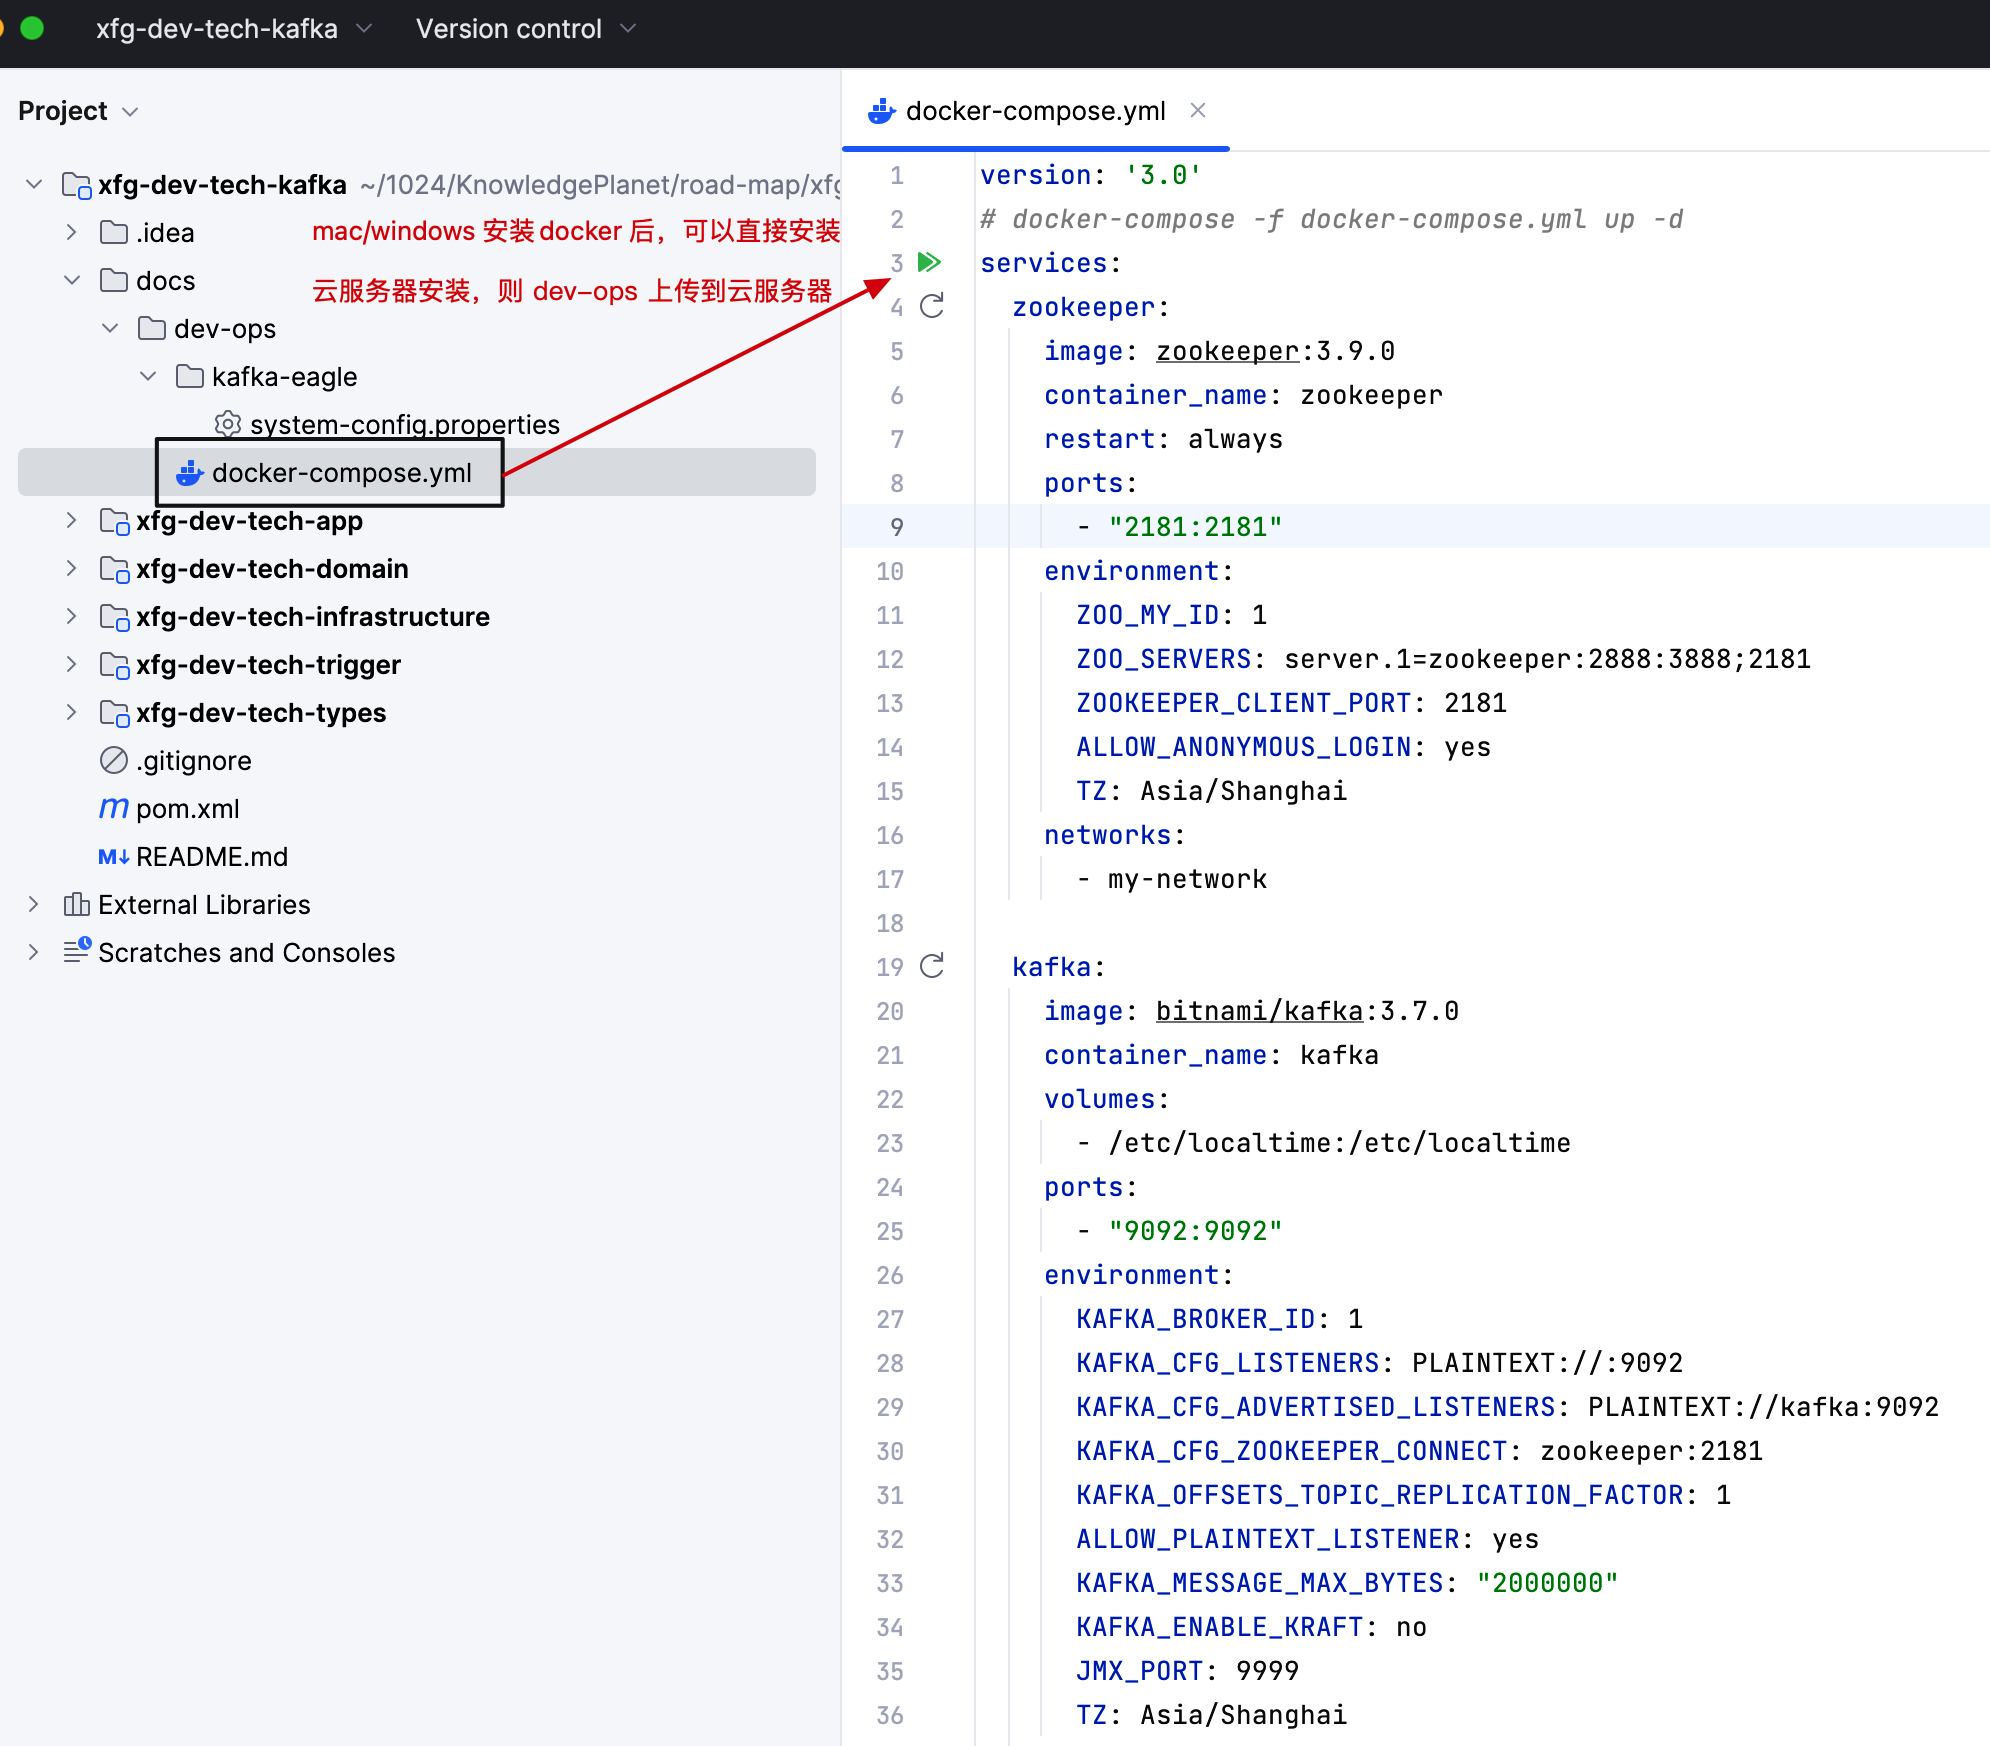 xfg-dev-tech-kafka
Version control
Project
xfg-dev-tech-kafka ~/1024/KnowledgePlanet/road-map/xfg
.idea
mac/windows 安装 docker 后，可以直接安装
docs
云服务器安装，则 dev-ops 上传到云服务器
dev-ops
kafka-eagle
system-config.properties
docker-compose.yml
xfg-dev-tech-app
xfg-dev-tech-domain
xfg-dev-tech-infrastructure
xfg-dev-tech-trigger
xfg-dev-tech-types
.gitignore
m pom.xml
M↓ README.md
External Libraries
Scratches and Consoles
docker-compose.yml
1 version: '3.0'
2 # docker-compose -f docker-compose.yml up -d
3 services:
4 zookeeper:
5 image: zookeeper:3.9.0
6 container_name: zookeeper
7 restart: always
8 ports:
9 - "2181:2181"
10 environment:
11 ZOO_MY_ID: 1
12 ZOO_SERVERS: server.1=zookeeper:2888:3888;2181
13 ZOOKEEPER_CLIENT_PORT: 2181
14 ALLOW_ANONYMOUS_LOGIN: yes
15 TZ: Asia/Shanghai
16 networks:
17 - my-network
18
19 kafka:
20 image: bitnami/kafka:3.7.0
21 container_name: kafka
22 volumes:
23 - /etc/localtime:/etc/localtime
24 ports:
25 - "9092:9092"
26 environment:
27 KAFKA_BROKER_ID: 1
28 KAFKA_CFG_LISTENERS: PLAINTEXT://:9092
29 KAFKA_CFG_ADVERTISED_LISTENERS: PLAINTEXT://kafka:9092
30 KAFKA_CFG_ZOOKEEPER_CONNECT: zookeeper:2181
31 KAFKA_OFFSETS_TOPIC_REPLICATION_FACTOR: 1
32 ALLOW_PLAINTEXT_LISTENER: yes
33 KAFKA_MESSAGE_MAX_BYTES: "2000000"
34 KAFKA_ENABLE_KRAFT: no
35 JMX_PORT: 9999
36 TZ: Asia/Shanghai